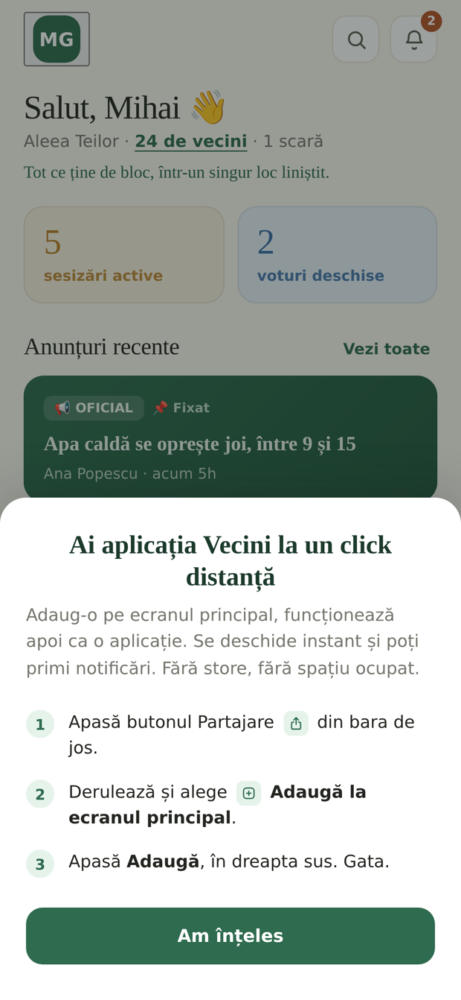 MG
2
Salut, Mihai 👋
Aleea Teilor · 24 de vecini · 1 scară
Tot ce ține de bloc, într-un singur loc liniștit.
5
sesizări active
2
voturi deschise
Anunțuri recente
Vezi toate
📢 OFICIAL 📌 Fixat
Apa caldă se oprește joi, între 9 și 15
Ana Popescu · acum 5h
Ai aplicația Vecini la un click
distanță
Adaug-o pe ecranul principal, funcționează
apoi ca o aplicație. Se deschide instant și poți
primi notificări. Fără store, fără spațiu ocupat.
1 Apasă butonul Partajare din bara de
jos.
2 Derulează și alege Adaugă la
ecranul principal.
3 Apasă Adaugă, în dreapta sus. Gata.
Am înțeles